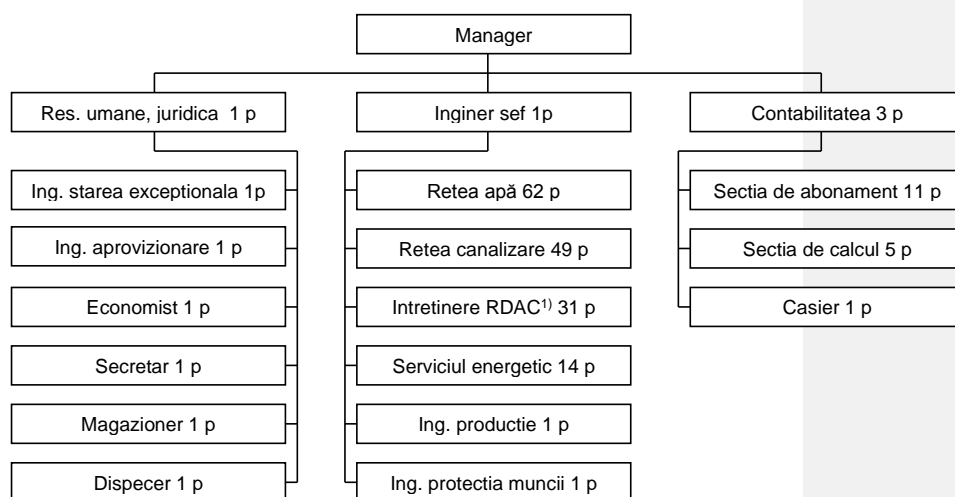 Manager
Res. umane, juridica 1 p
Inginer sef 1p
Contabilitatea 3 p
Ing. starea exceptionala 1p
Retea apă 62 p
Sectia de abonament 11 p
Ing. aprovizionare 1 p
Retea canalizare 49 p
Sectia de calcul 5 p
Economist 1 p
Intretinere RDAC¹⁾ 31 p
Casier 1 p
Secretar 1 p
Serviciul energetic 14 p
Magazioner 1 p
Ing. productie 1 p
Dispecer 1 p
Ing. protectia muncii 1 p